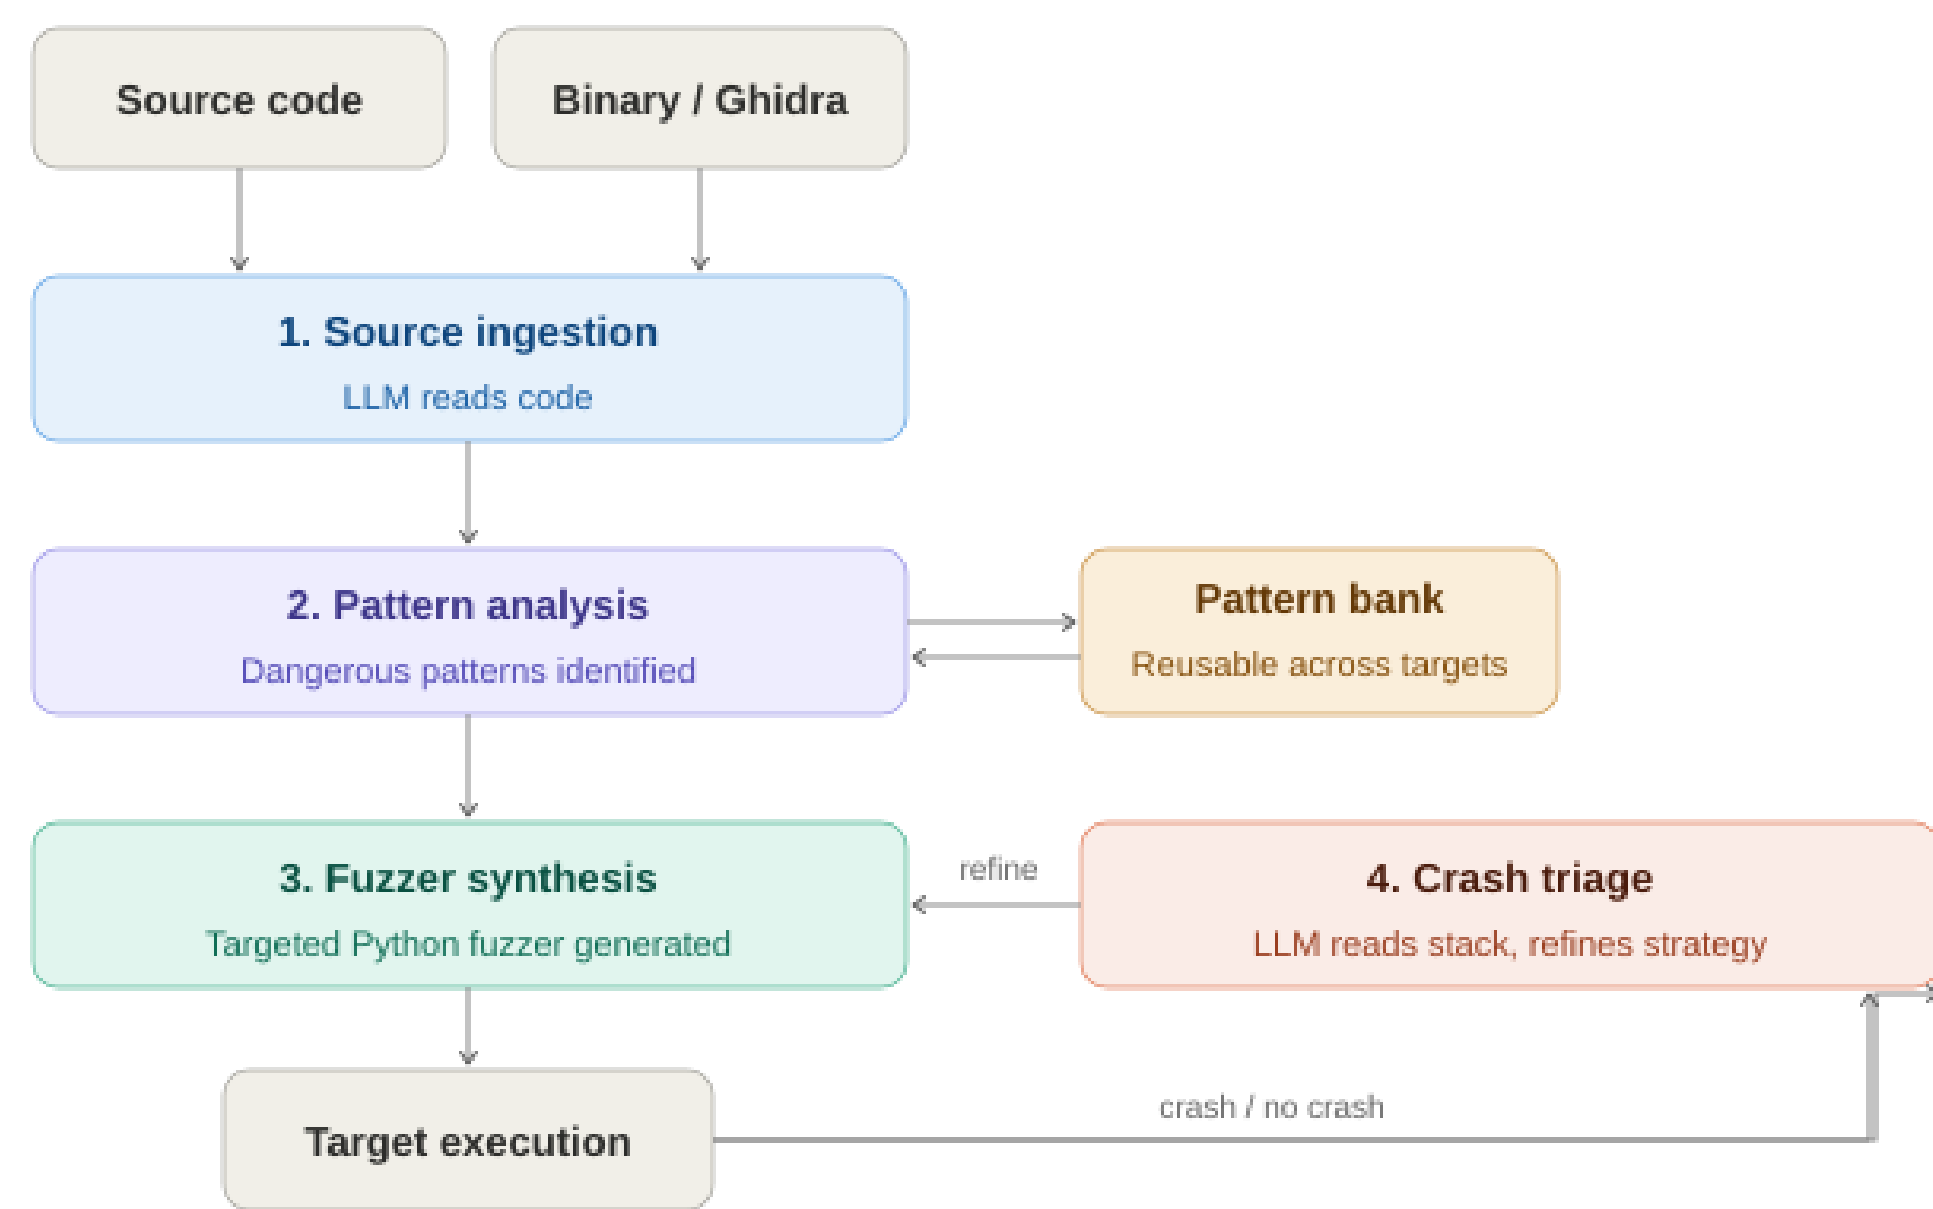 Source code
Binary / Ghidra
1. Source ingestion
LLM reads code
2. Pattern analysis
Dangerous patterns identified
Pattern bank
Reusable across targets
3. Fuzzer synthesis
Targeted Python fuzzer generated
refine
4. Crash triage
LLM reads stack, refines strategy
crash / no crash
Target execution